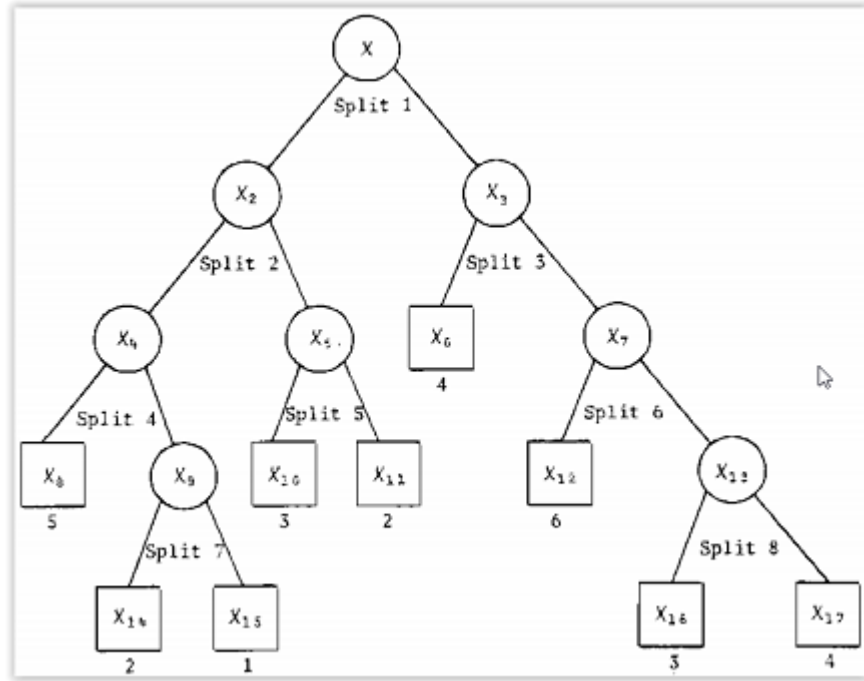 X
Split 1
X₂ X₃
Split 2 Split 3
X₄ X₅ X₆ X₇
4
Split 4 Split 5 Split 6
X₈ X₉ X₁₀ X₁₁ X₁₂ X₁₃
5 3 2 6
Split 7 Split 8
X₁₄ X₁₅ X₁₆ X₁₇
2 1 3 4